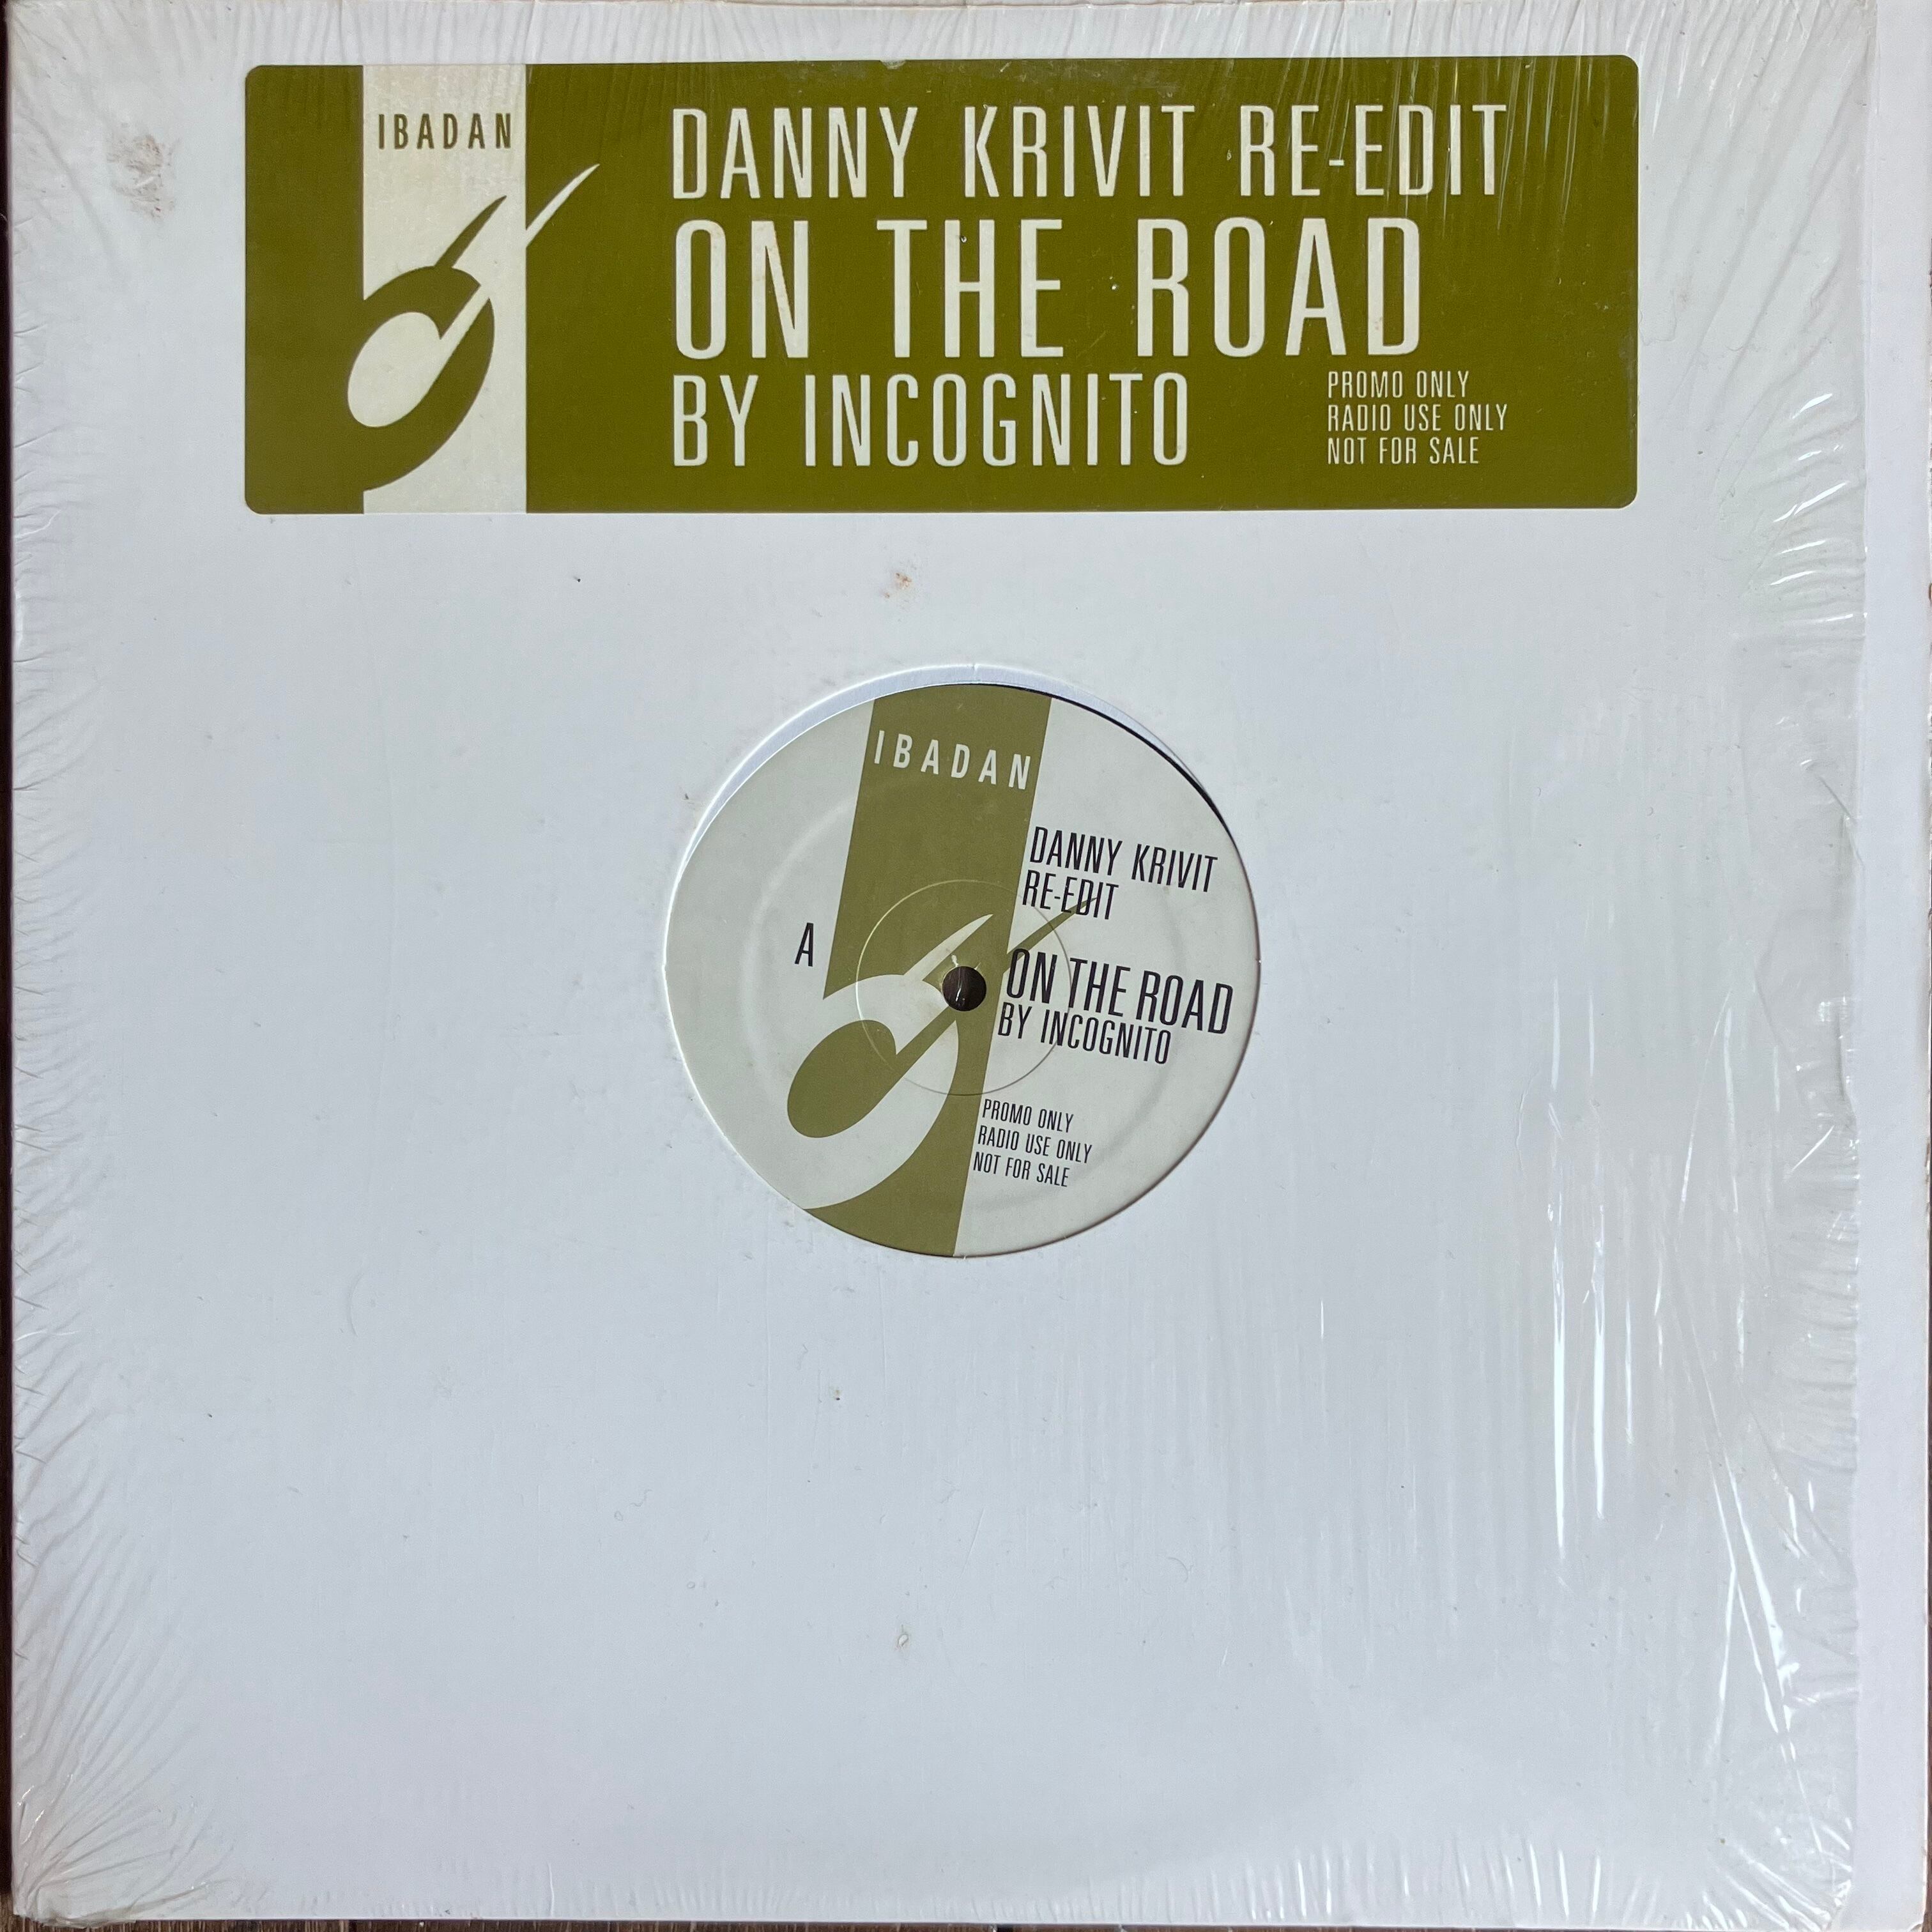 IBADAN
DANNY KRIVIT RE-EDIT
ON THE ROAD
BY INCOGNITO
PROMO ONLY
RADIO USE ONLY
NOT FOR SALE
IBADAN
DANNY KRIVIT
RE-EDIT
A
ON THE ROAD
BY INCOGNITO
PROMO ONLY
RADIO USE ONLY
NOT FOR SALE